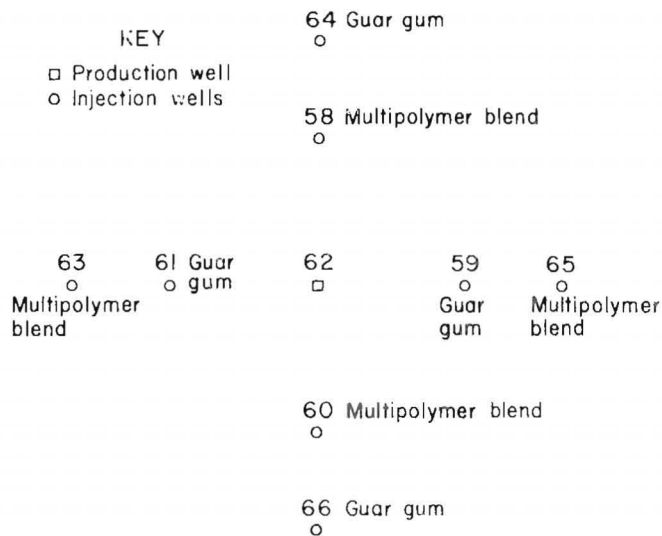 64 Guar gum
KEY
□ Production well
○ Injection wells
58 Multipolymer blend
63
61 Guar gum
62
59
65
Multipolymer
blend
Guar
gum
Multipolymer
blend
60 Multipolymer blend
66 Guar gum